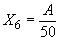 X₆ = A/50